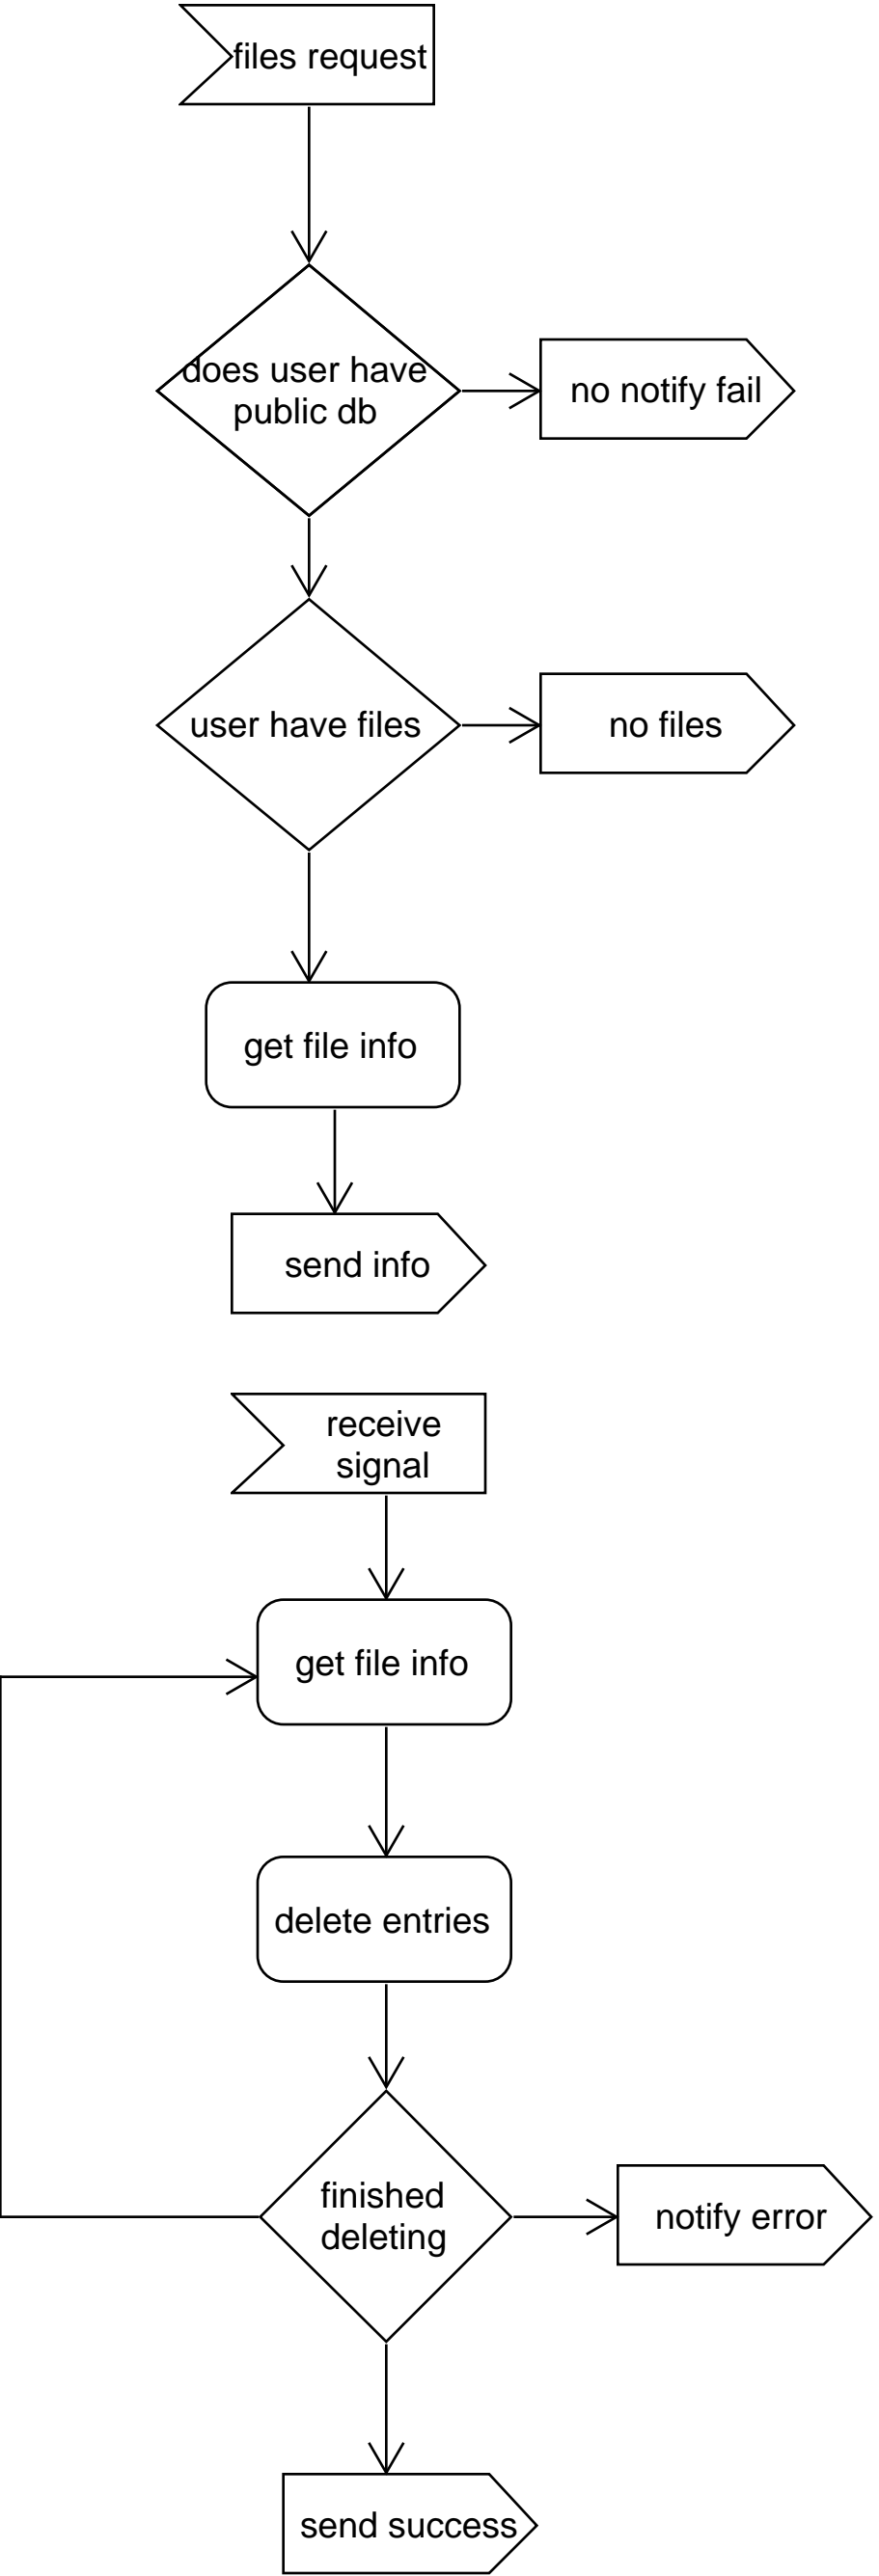 files request
does user have
public db
no notify fail
user have files
no files
get file info
send info
receive
signal
get file info
delete entries
finished
deleting
notify error
send success